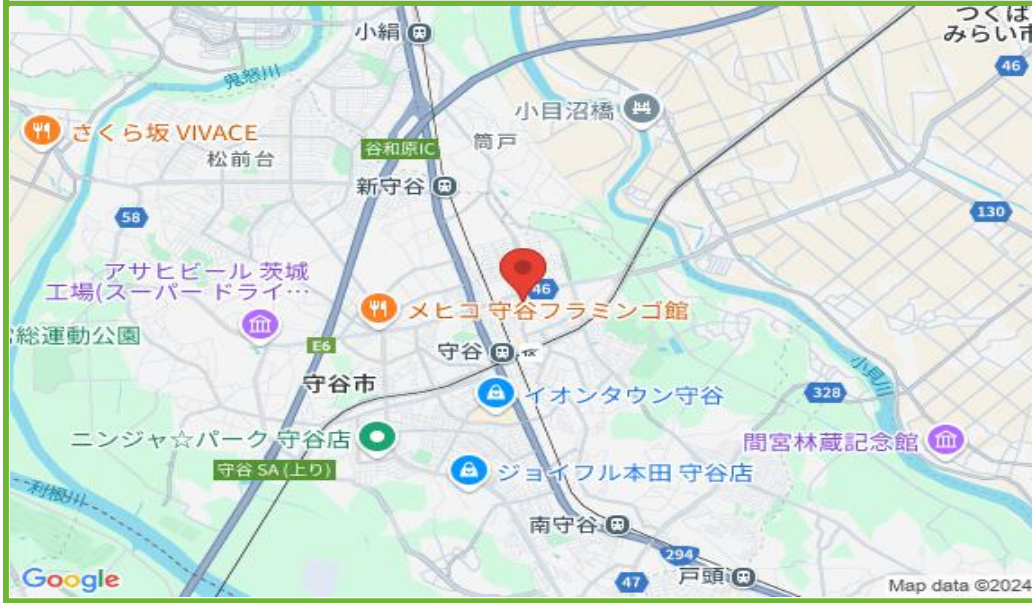 つくば
みらい市
小絹
46
鬼怒川
小目沼橋
さくら坂 VIVACE
谷和原IC
筒戸
松前台
新守谷
58
130
アサヒビール 茨城
工場(スーパー ドライ…
46
メヒコ 守谷フラミンゴ館
総運動公園
E6
守谷
小貝川
守谷市
イオンタウン守谷
328
ニンジャ☆パーク 守谷店
間宮林蔵記念館
守谷 SA (上り)
ジョイフル本田 守谷店
利根川
南守谷
294
47
戸頭
Google
Map data ©2024